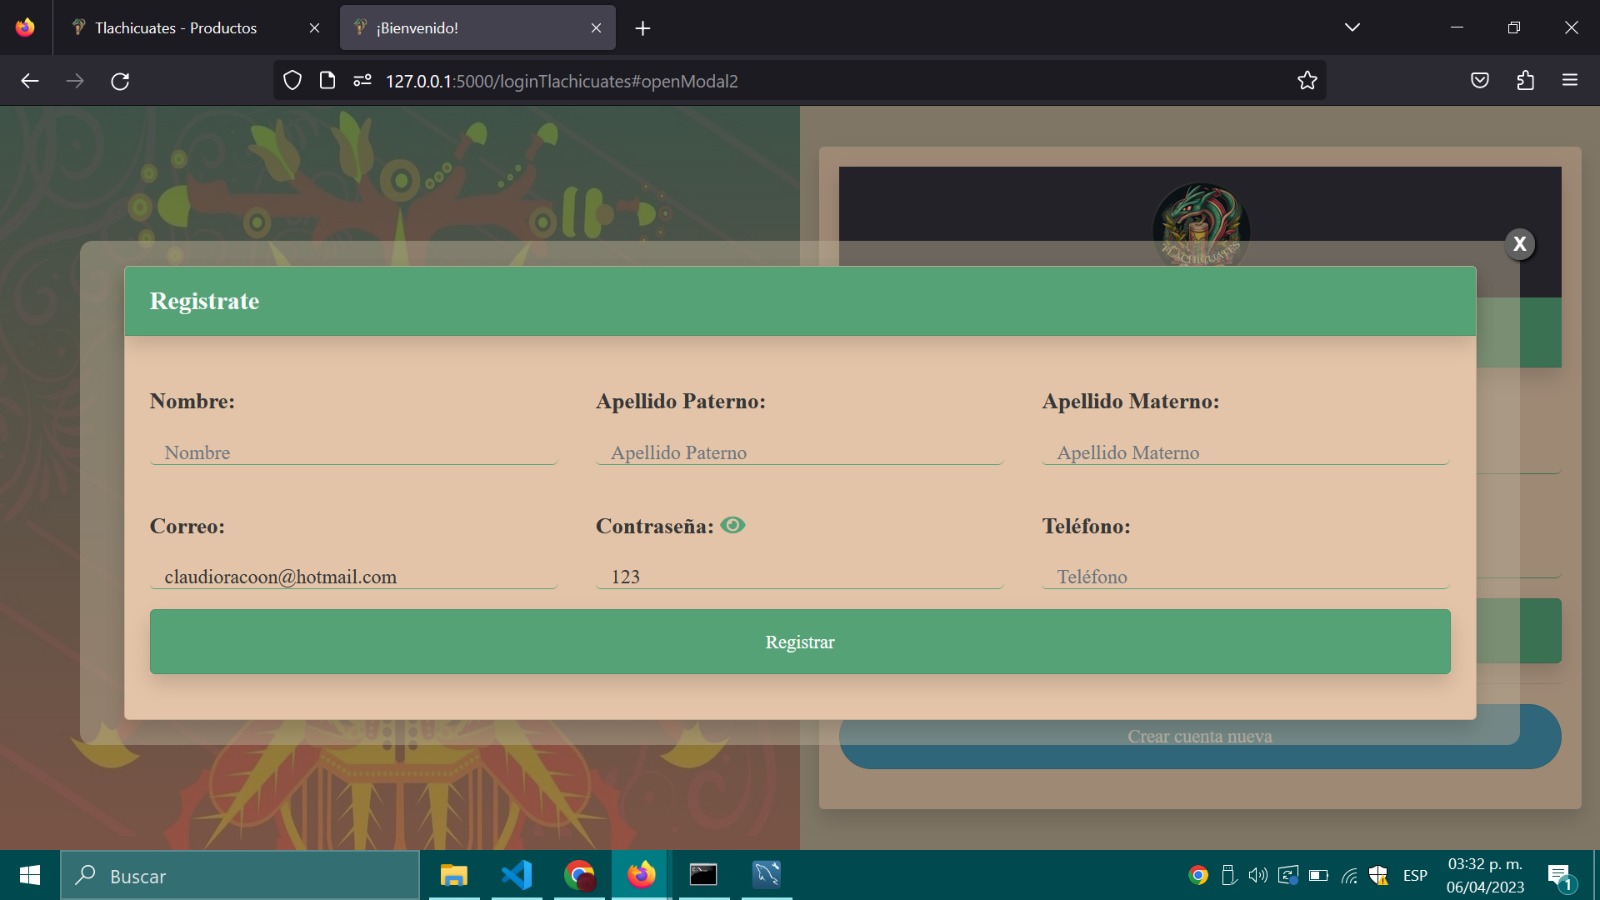 Tlachicuates - Productos
¡Bienvenido!
127.0.0.1:5000/loginTlachicuates#openModal2
TLACHICUATES
X
Registrate
Nombre:
Apellido Paterno:
Apellido Materno:
Nombre
Apellido Paterno
Apellido Materno
Correo:
Contraseña:
Teléfono:
claudioracoon@hotmail.com
123
Teléfono
Registrar
Crear cuenta nueva
Buscar
ESP
03:32 p. m.
06/04/2023
1